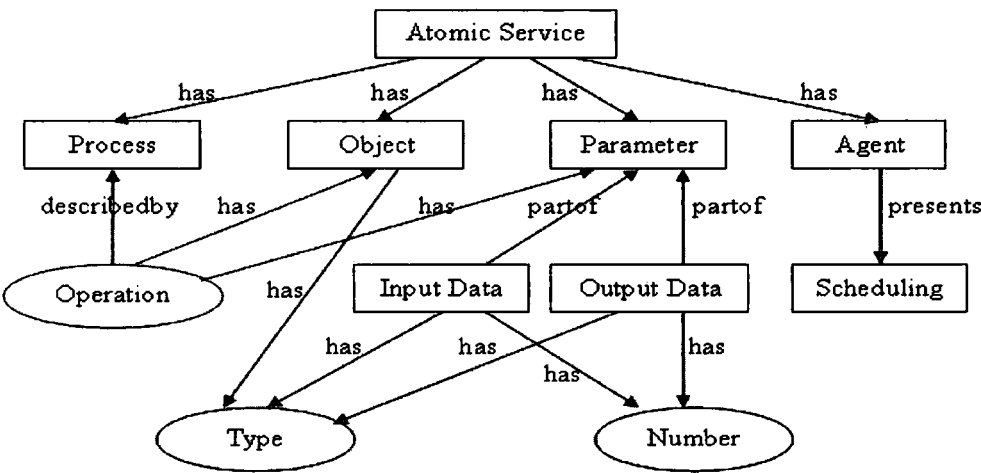 Atomic Service
has has has has
Process Object Parameter Agent
describedby has has partof partof presents
Operation has Input Data Output Data Scheduling
has has has has
Type Number